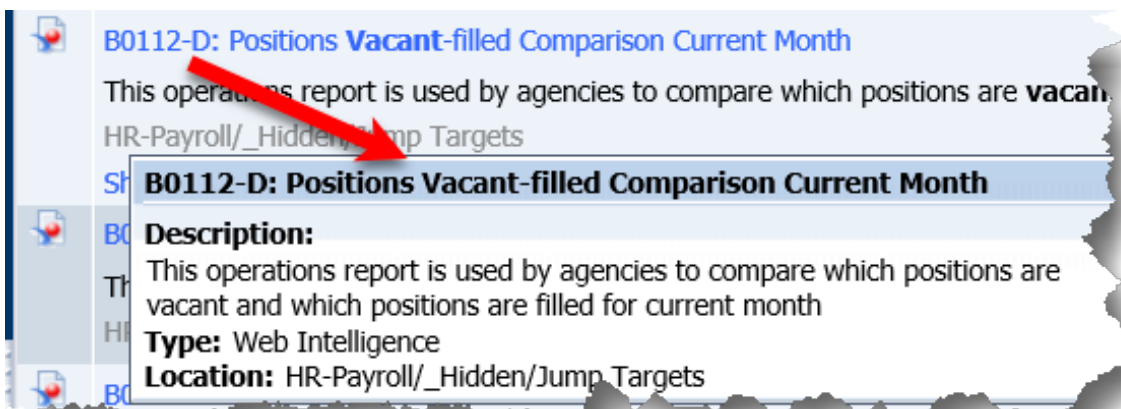 B0112-D: Positions Vacant-filled Comparison Current Month
This operations report is used by agencies to compare which positions are
HR-Payroll/_Hidden/Jump Targets
B0112-D: Positions Vacant-filled Comparison Current Month
Description:
This operations report is used by agencies to compare which positions are
vacant and which positions are filled for current month
Type: Web Intelligence
Location: HR-Payroll/_Hidden/Jump Targets